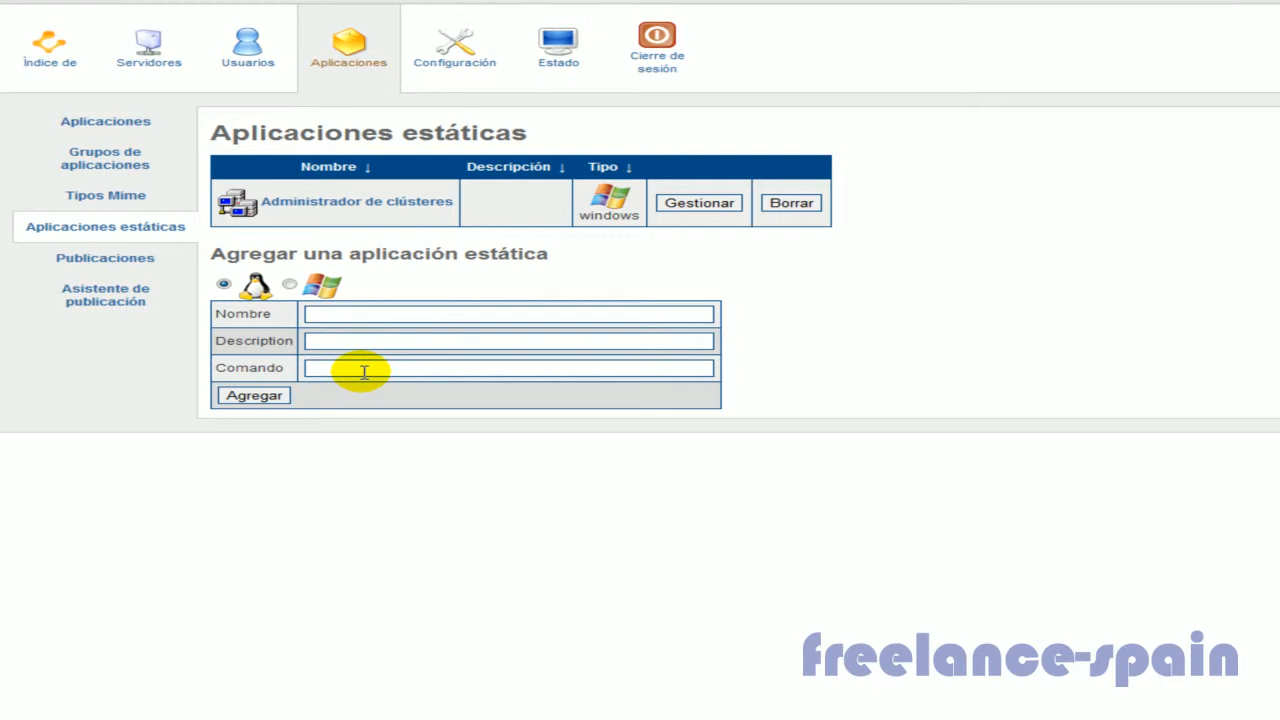 Índice de
Servidores
Usuarios
Aplicaciones
Configuración
Estado
Cierre de
sesión
Aplicaciones
Grupos de
aplicaciones
Tipos Mime
Aplicaciones estáticas
Publicaciones
Asistente de
publicación
Aplicaciones estáticas
Nombre ↓ Descripción ↓ Tipo ↓
Administrador de clústeres windows Gestionar Borrar
Agregar una aplicación estática
Nombre
Description
Comando
Agregar
freelance-spain